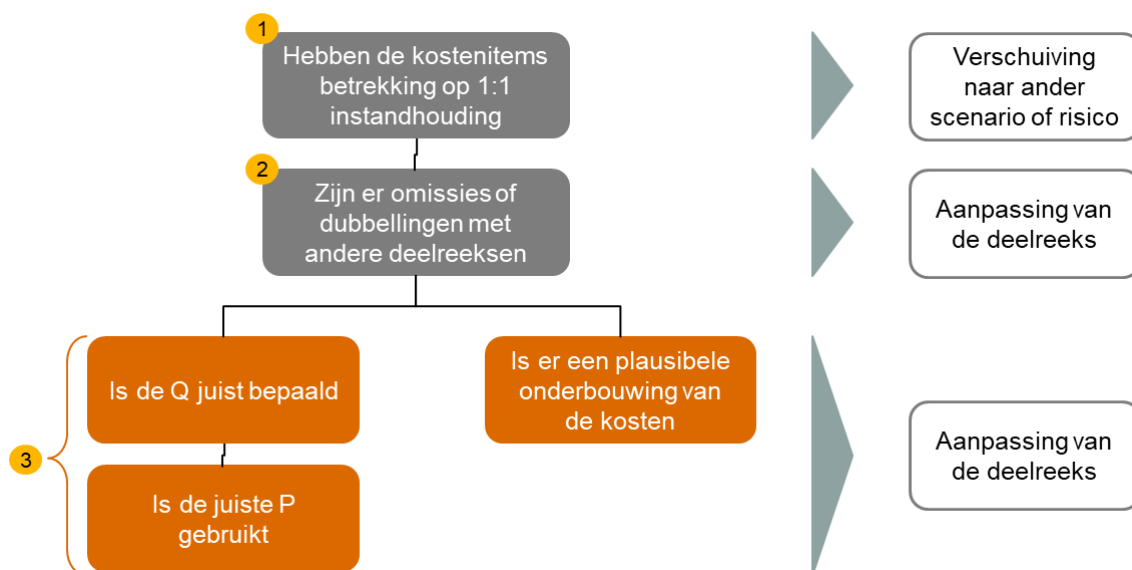 1
Hebben de kostenitems
betrekking op 1:1
instandhouding
Verschuiving
naar ander
scenario of risico
2
Zijn er omissies of
dubbellingen met
andere deelreeksen
Aanpassing van
de deelreeks
3
Is de Q juist bepaald
Is er een plausibele
onderbouwing van
de kosten
Is de juiste P
gebruikt
Aanpassing van
de deelreeks